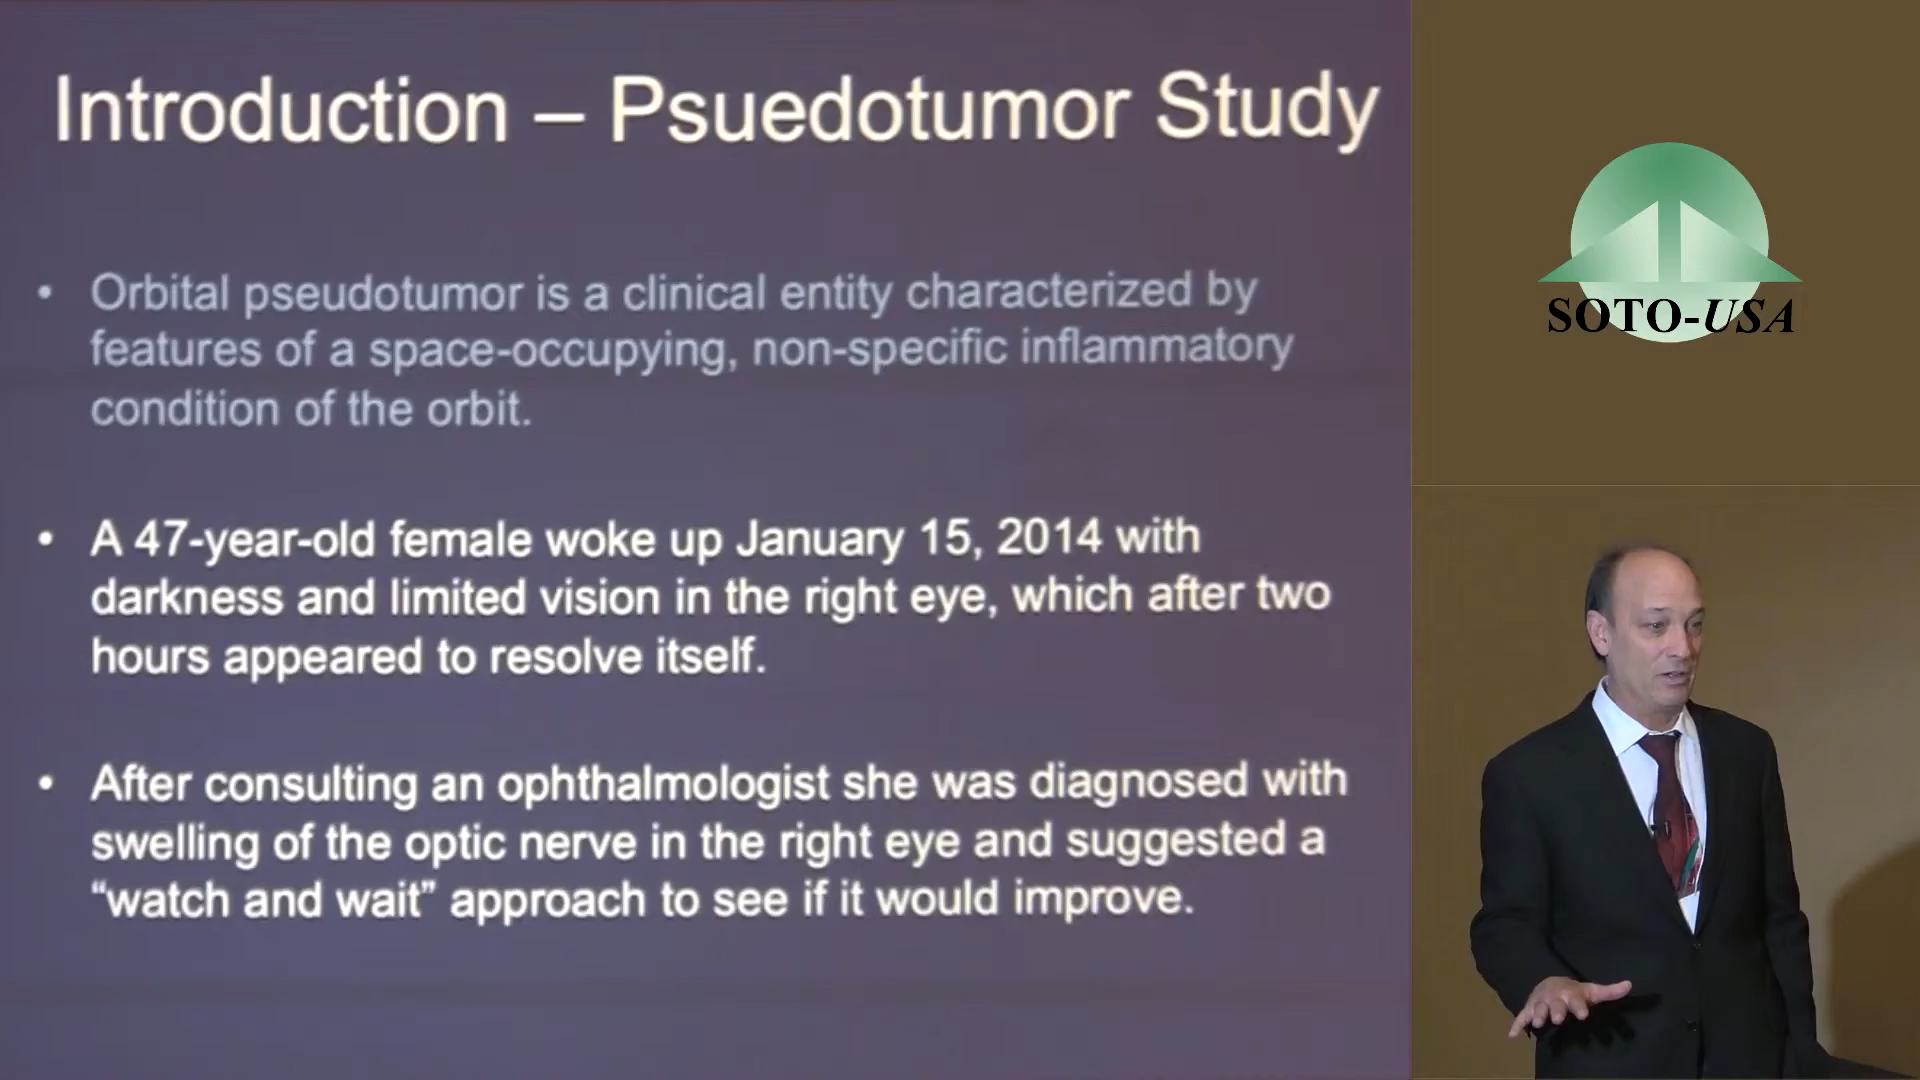 Introduction – Psuedotumor Study
• Orbital pseudotumor is a clinical entity characterized by
features of a space-occupying, non-specific inflammatory
condition of the orbit.
• A 47-year-old female woke up January 15, 2014 with
darkness and limited vision in the right eye, which after two
hours appeared to resolve itself.
• After consulting an ophthalmologist she was diagnosed with
swelling of the optic nerve in the right eye and suggested a
“watch and wait” approach to see if it would improve.
SOTO-USA